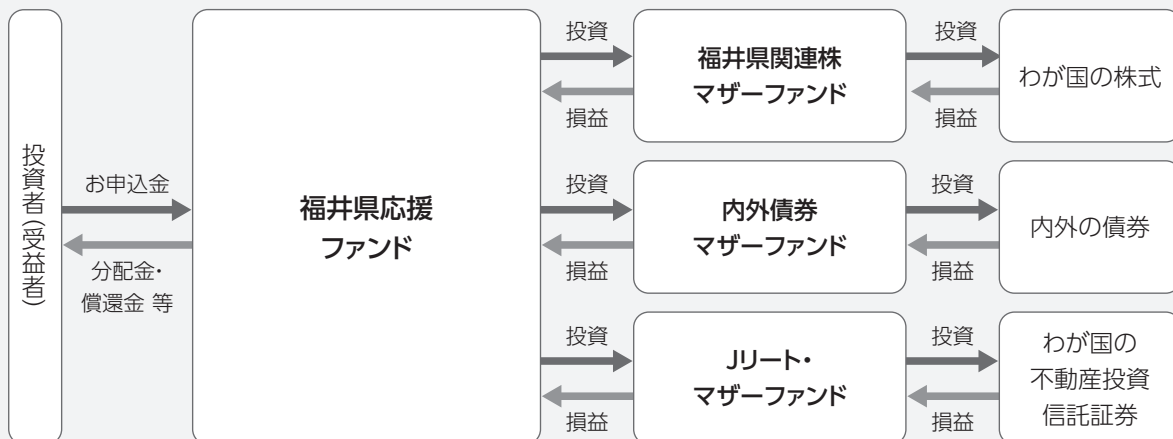 投資者(受益者)
お申込金
分配金・
償還金 等
福井県応援
ファンド
投資
損益
福井県関連株
マザーファンド
投資
損益
わが国の株式
投資
損益
内外債券
マザーファンド
投資
損益
内外の債券
投資
損益
Jリート・
マザーファンド
投資
損益
わが国の
不動産投資
信託証券